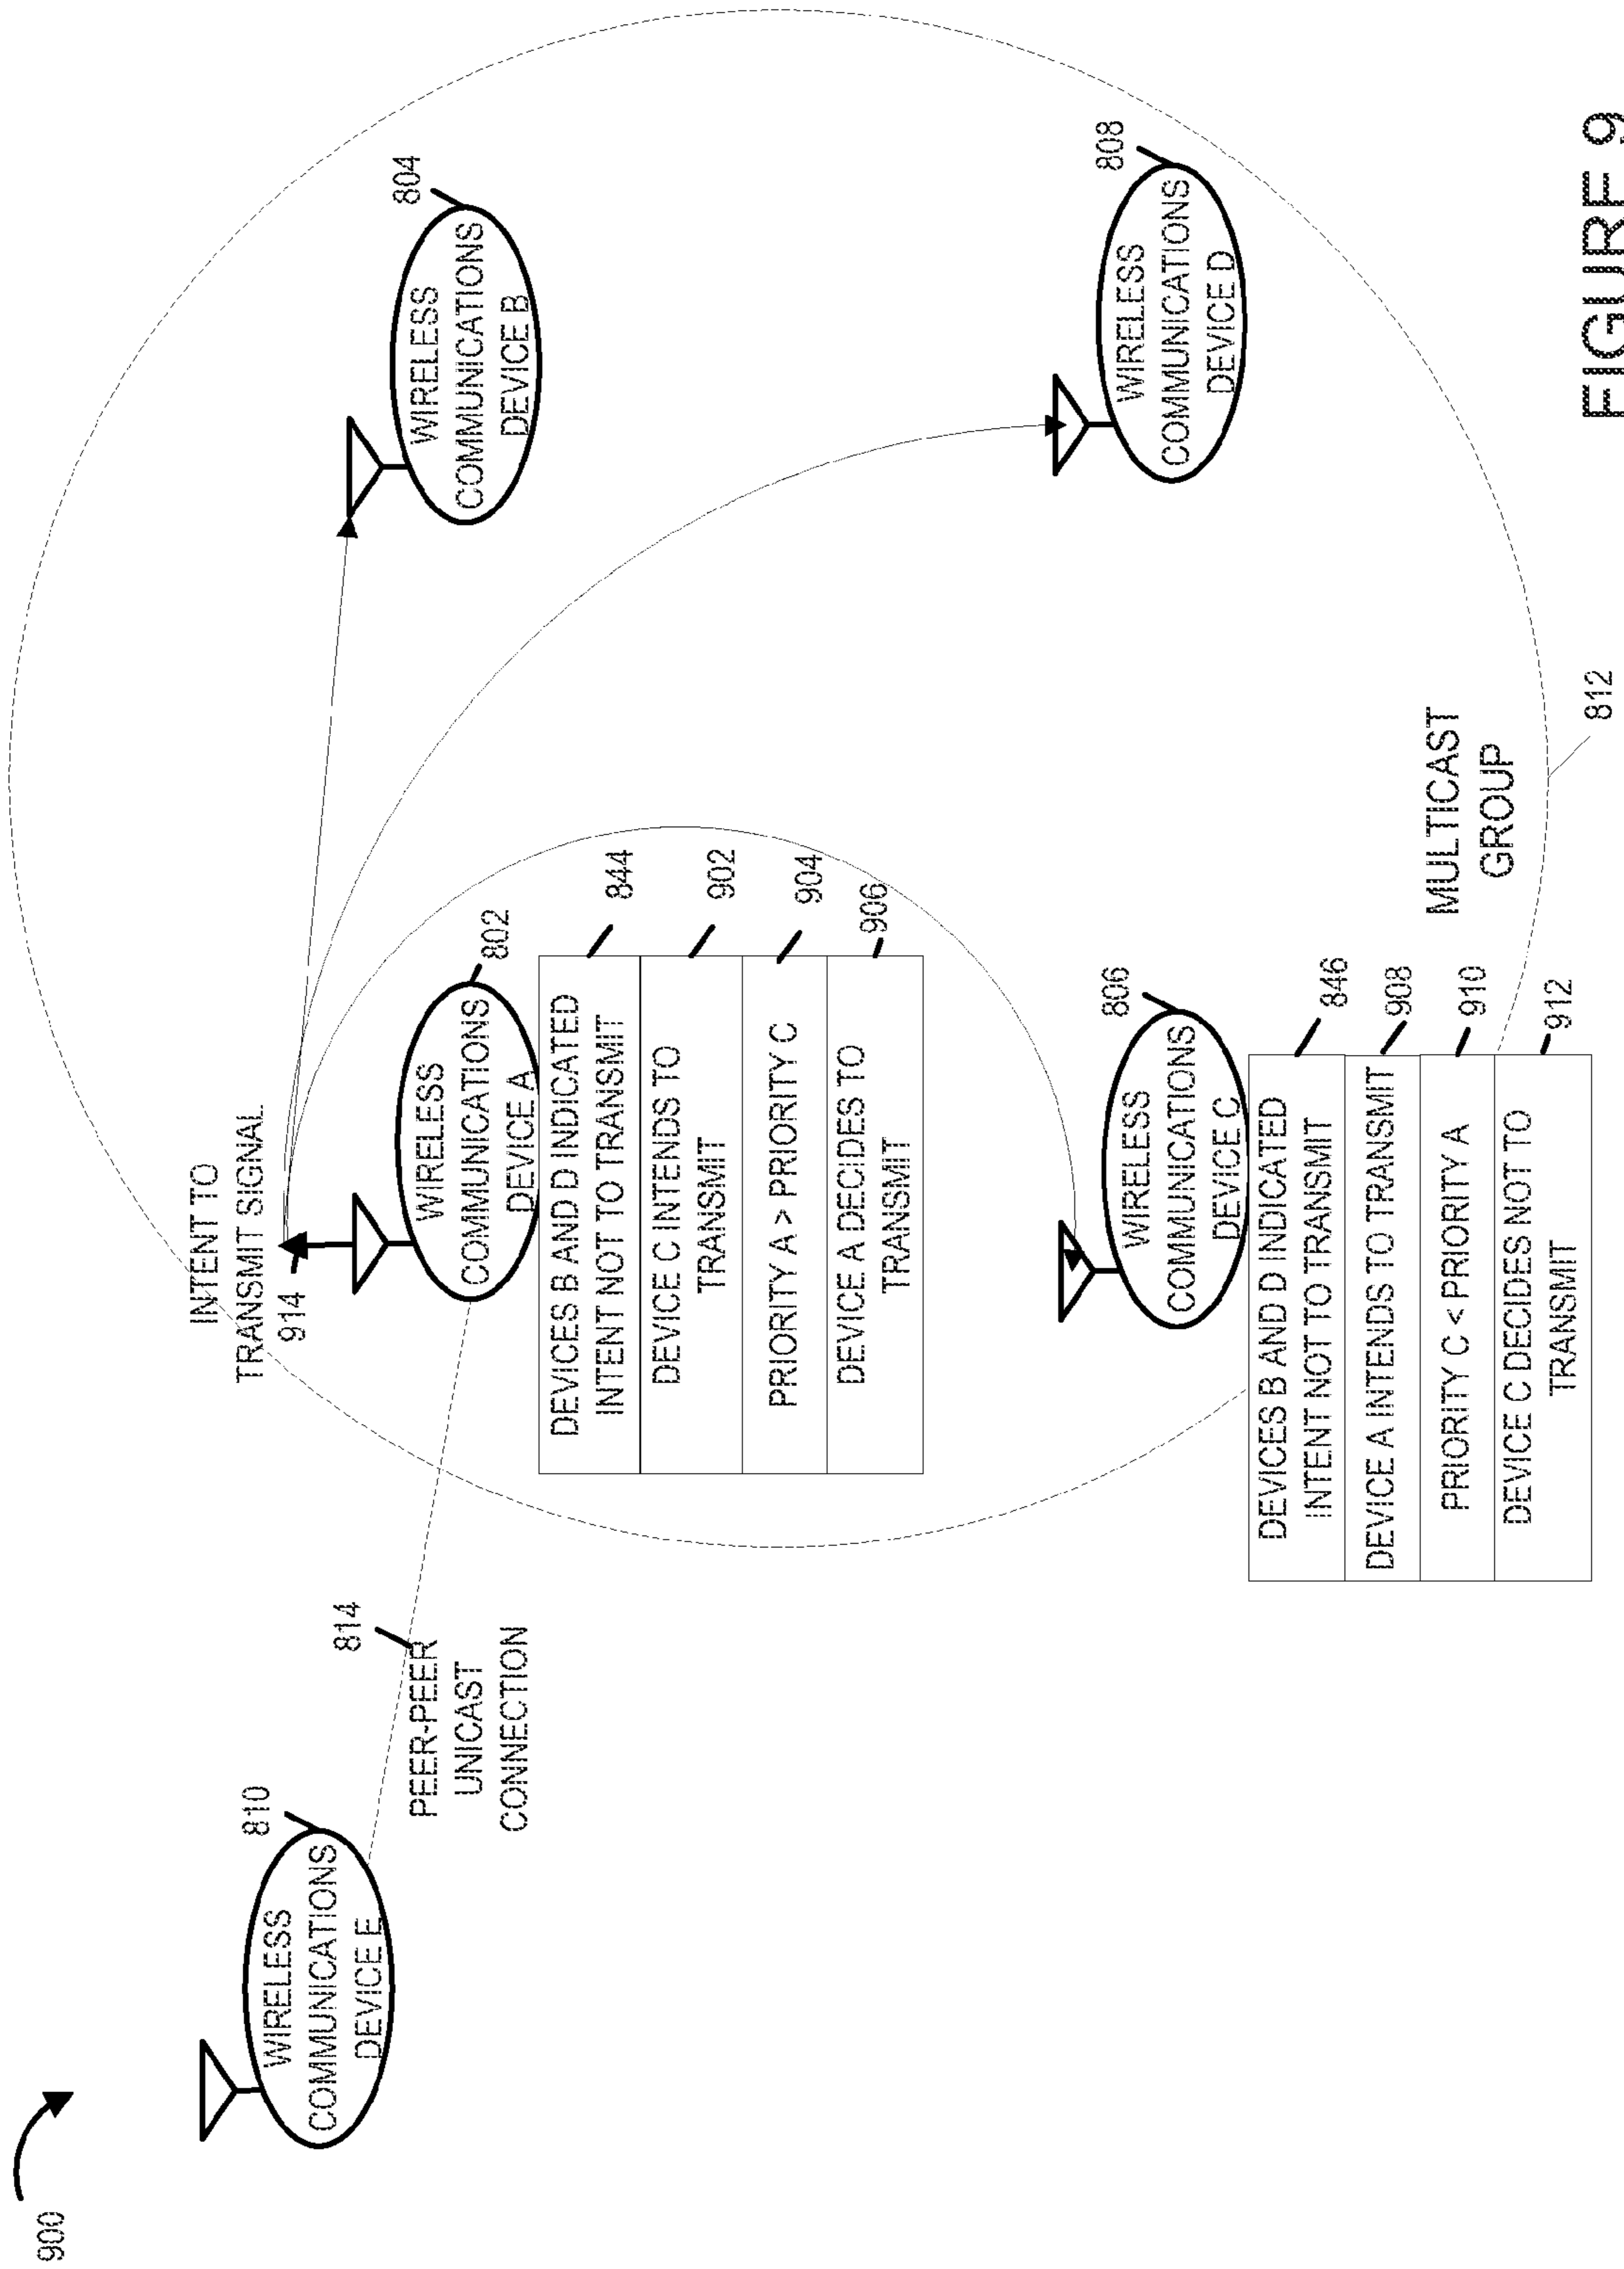 900
WIRELESS
COMMUNICATIONS
DEVICE E
810
814
PEER-PEER
UNICAST
CONNECTION
INTENT TO
TRANSMIT SIGNAL
914
WIRELESS
COMMUNICATIONS
DEVICE A
802
DEVICES B AND D INDICATED
INTENT NOT TO TRANSMIT
844
DEVICE C INTENDS TO
TRANSMIT
902
PRIORITY A > PRIORITY C
904
DEVICE A DECIDES TO
TRANSMIT
906
WIRELESS
COMMUNICATIONS
DEVICE B
804
WIRELESS
COMMUNICATIONS
DEVICE C
806
DEVICES B AND D INDICATED
INTENT NOT TO TRANSMIT
846
DEVICE A INTENDS TO TRANSMIT
908
PRIORITY C < PRIORITY A
910
DEVICE C DECIDES NOT TO
TRANSMIT
912
WIRELESS
COMMUNICATIONS
DEVICE D
808
MULTICAST
GROUP
812
FIGURE 9